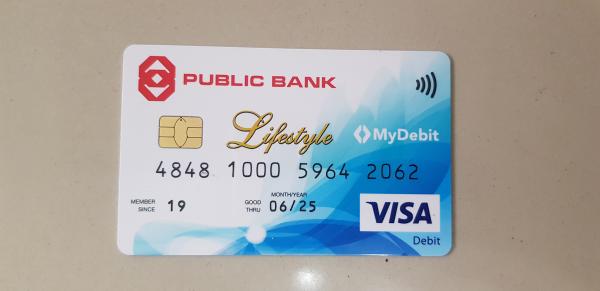 PUBLIC BANK
Lifestyle
MyDebit
4848 1000 5964 2062
MEMBER SINCE 19
MONTH/YEAR
GOOD THRU 06/25
VISA
Debit